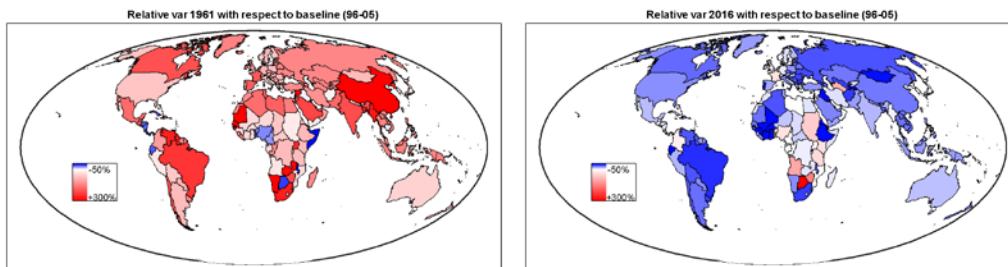 Relative var 1961 with respect to baseline (96-05)
-50%
+300%
Relative var 2016 with respect to baseline (96-05)
-50%
+300%